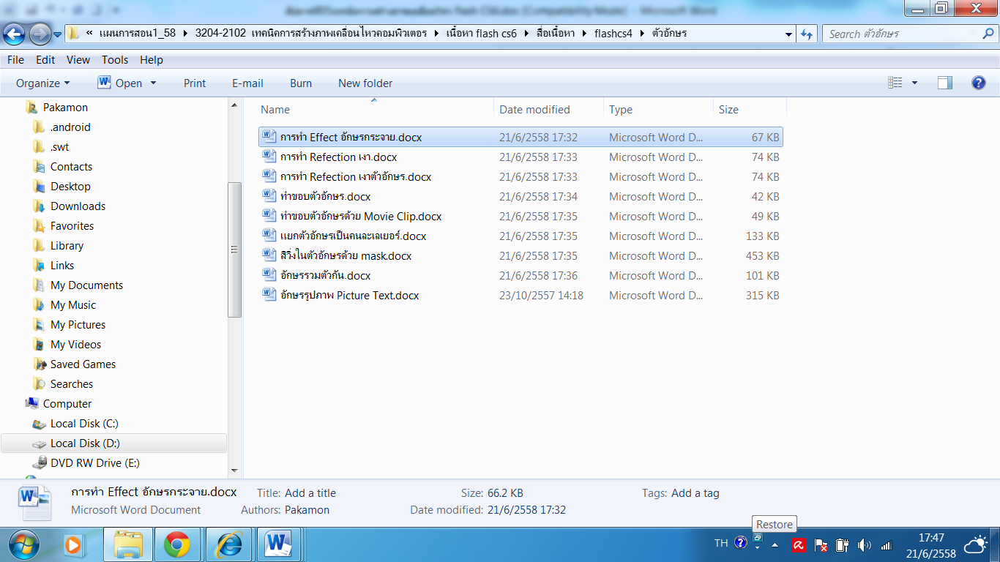 « แผนการสอน1_58 3204-2102 เทคนิคการสร้างภาพเคลื่อนไหวคอมพิวเตอร เนื้อหา flash cs6 สื่อเนื้อหา flashcs4 ตัวอักษร Search ตัวอักษร
File Edit View Tools Help
Organize Open Print E-mail Burn New folder
Pakamon
.android
.swt
Contacts
Desktop
Downloads
Favorites
Library
Links
My Documents
My Music
My Pictures
My Videos
Saved Games
Searches
Computer
Local Disk (C:)
Local Disk (D:)
DVD RW Drive (E:)
Name Date modified Type Size
การทำ Effect อักษรกระจาย.docx 21/6/2558 17:32 Microsoft Word D... 67 KB
การทำ Refection เงา.docx 21/6/2558 17:33 Microsoft Word D... 74 KB
การทำ Refection เงาตัวอักษร.docx 21/6/2558 17:33 Microsoft Word D... 74 KB
ทำขอบตัวอักษร.docx 21/6/2558 17:34 Microsoft Word D... 42 KB
ทำขอบตัวอักษรด้วย Movie Clip.docx 21/6/2558 17:35 Microsoft Word D... 49 KB
แยกตัวอักษรเป็นคนละเลเยอร์.docx 21/6/2558 17:35 Microsoft Word D... 133 KB
สีวิ่งในตัวอักษรด้วย mask.docx 21/6/2558 17:35 Microsoft Word D... 453 KB
อักษรรวมตัวกัน.docx 21/6/2558 17:36 Microsoft Word D... 101 KB
อักษรรูปภาพ Picture Text.docx 23/10/2557 14:18 Microsoft Word D... 315 KB
การทำ Effect อักษรกระจาย.docx Title: Add a title Size: 66.2 KB Tags: Add a tag
Microsoft Word Document Authors: Pakamon Date modified: 21/6/2558 17:32
Restore
TH 17:47
21/6/2558